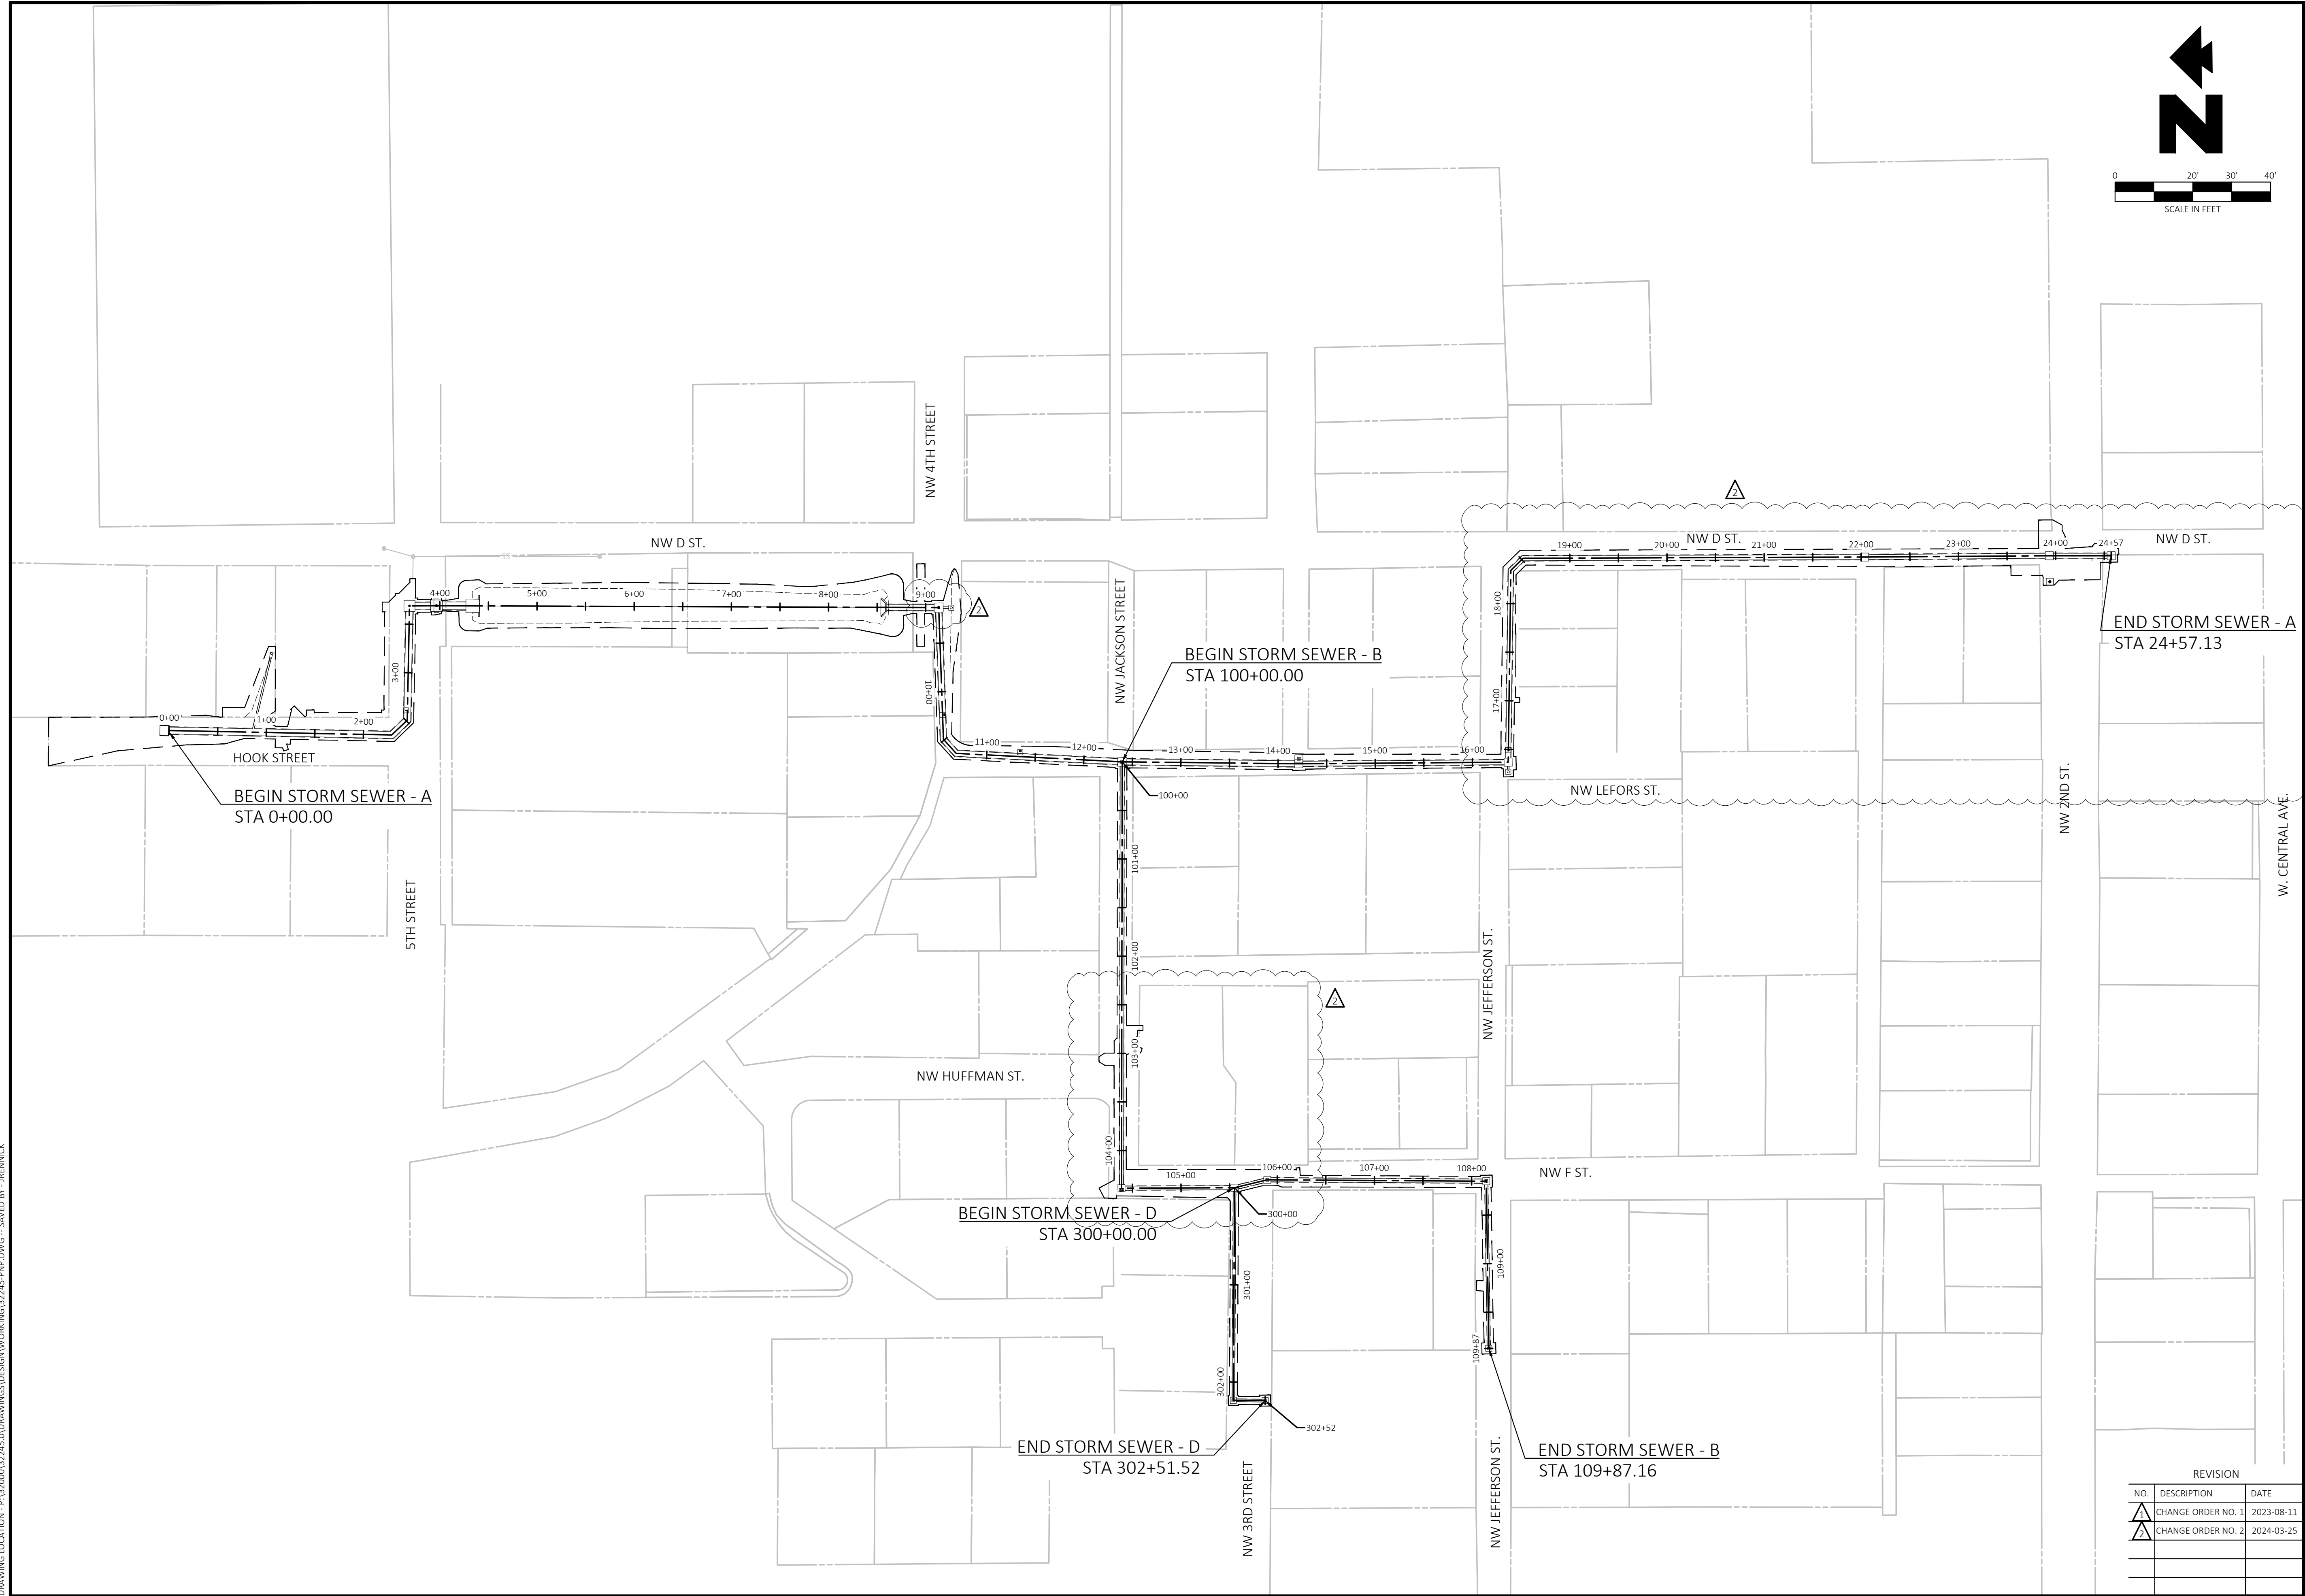 N
0 20' 30' 40'
SCALE IN FEET
NW 4TH STREET
2
NW D ST.
NW D ST.
NW D ST.
19+00
20+00
21+00
22+00
23+00
24+00
24+57
4+00
5+00
6+00
7+00
8+00
9+00
2
NW JACKSON STREET
18+00
END STORM SEWER - A
STA 24+57.13
BEGIN STORM SEWER - B
STA 100+00.00
3+00
10+00
17+00
0+00
1+00
2+00
HOOK STREET
11+00
12+00
13+00
14+00
15+00
16+00
BEGIN STORM SEWER - A
STA 0+00.00
100+00
NW LEFORS ST.
NW 2ND ST.
W. CENTRAL AVE.
101+00
5TH STREET
102+00
NW JEFFERSON ST.
2
103+00
NW HUFFMAN ST.
104+00
105+00
106+00
107+00
108+00
NW F ST.
BEGIN STORM SEWER - D
STA 300+00.00
300+00
301+00
109+00
109+87
302+00
302+52
END STORM SEWER - D
STA 302+51.52
END STORM SEWER - B
STA 109+87.16
NW 3RD STREET
NW JEFFERSON ST.
REVISION
NO. DESCRIPTION DATE
1 CHANGE ORDER NO. 1 2023-08-11
2 CHANGE ORDER NO. 2 2024-03-25